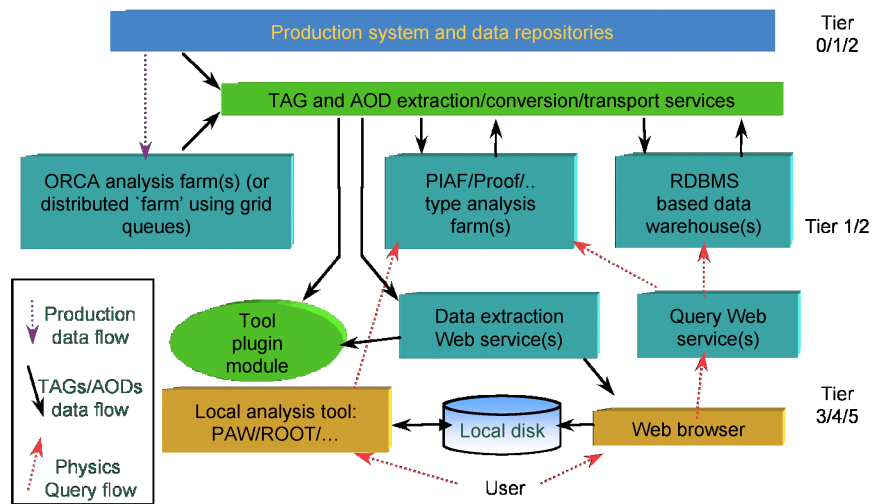 Production system and data repositories
Tier
0/1/2
TAG and AOD extraction/conversion/transport services
ORCA analysis farm(s) (or
distributed `farm' using grid
queues)
PIAF/Proof/..
type analysis
farm(s)
RDBMS
based data
warehouse(s)
Tier 1/2
Production
data flow
TAGs/AODs
data flow
Physics
Query flow
Tool
plugin
module
Data extraction
Web service(s)
Query Web
service(s)
Tier
3/4/5
Local analysis tool:
PAW/ROOT/...
Local disk
Web browser
User